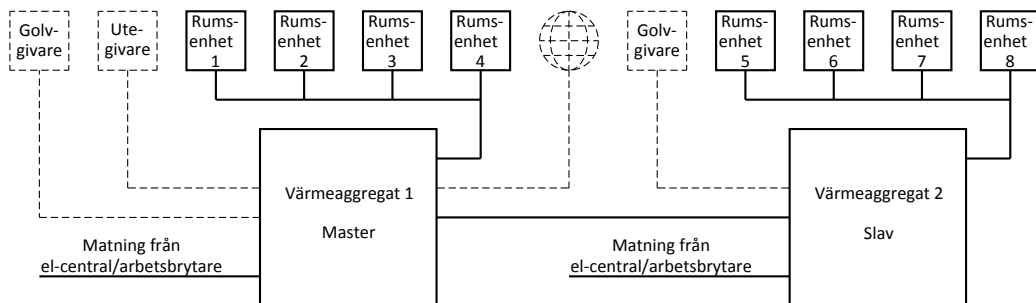 Golv-
givare
Ute-
givare
Rums-
enhet
1
Rums-
enhet
2
Rums-
enhet
3
Rums-
enhet
4
Golv-
givare
Rums-
enhet
5
Rums-
enhet
6
Rums-
enhet
7
Rums-
enhet
8
Värmeaggregat 1
Master
Värmeaggregat 2
Slav
Matning från
el-central/arbetsbrytare
Matning från
el-central/arbetsbrytare